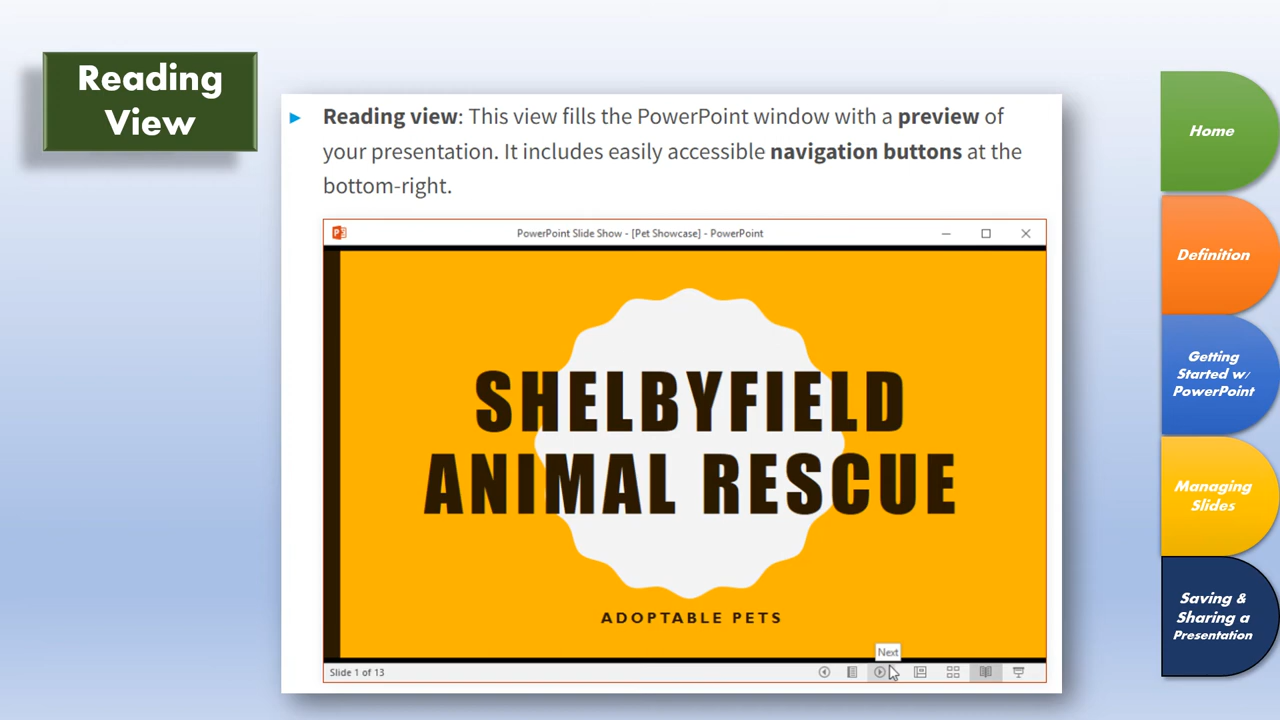 Reading
View
Reading view: This view fills the PowerPoint window with a preview of
your presentation. It includes easily accessible navigation buttons at the
bottom-right.
PowerPoint Slide Show - [Pet Showcase] - PowerPoint
SHELBYFIELD
ANIMAL RESCUE
ADOPTABLE PETS
Next
Slide 1 of 13
Home
Definition
Getting
Started w/
PowerPoint
Managing
Slides
Saving &
Sharing a
Presentation